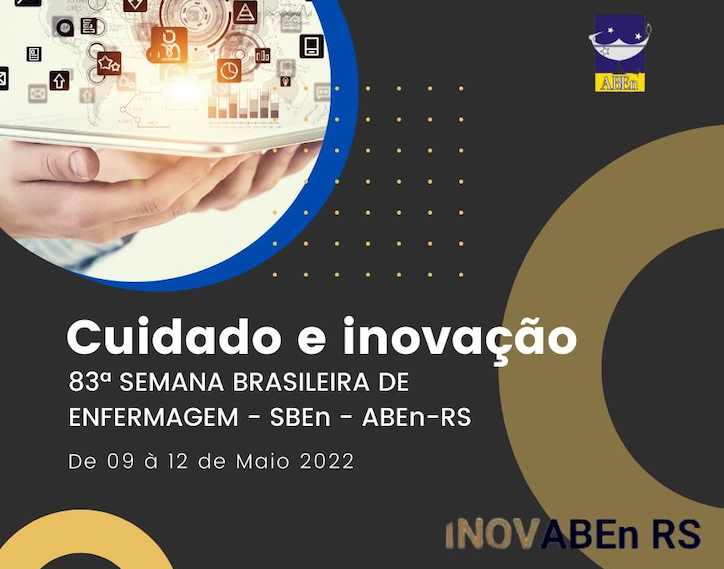 ABEn
Cuidado e inovação
83ª SEMANA BRASILEIRA DE
ENFERMAGEM - SBEn - ABEn-RS
De 09 à 12 de Maio 2022
iNOVABEn RS